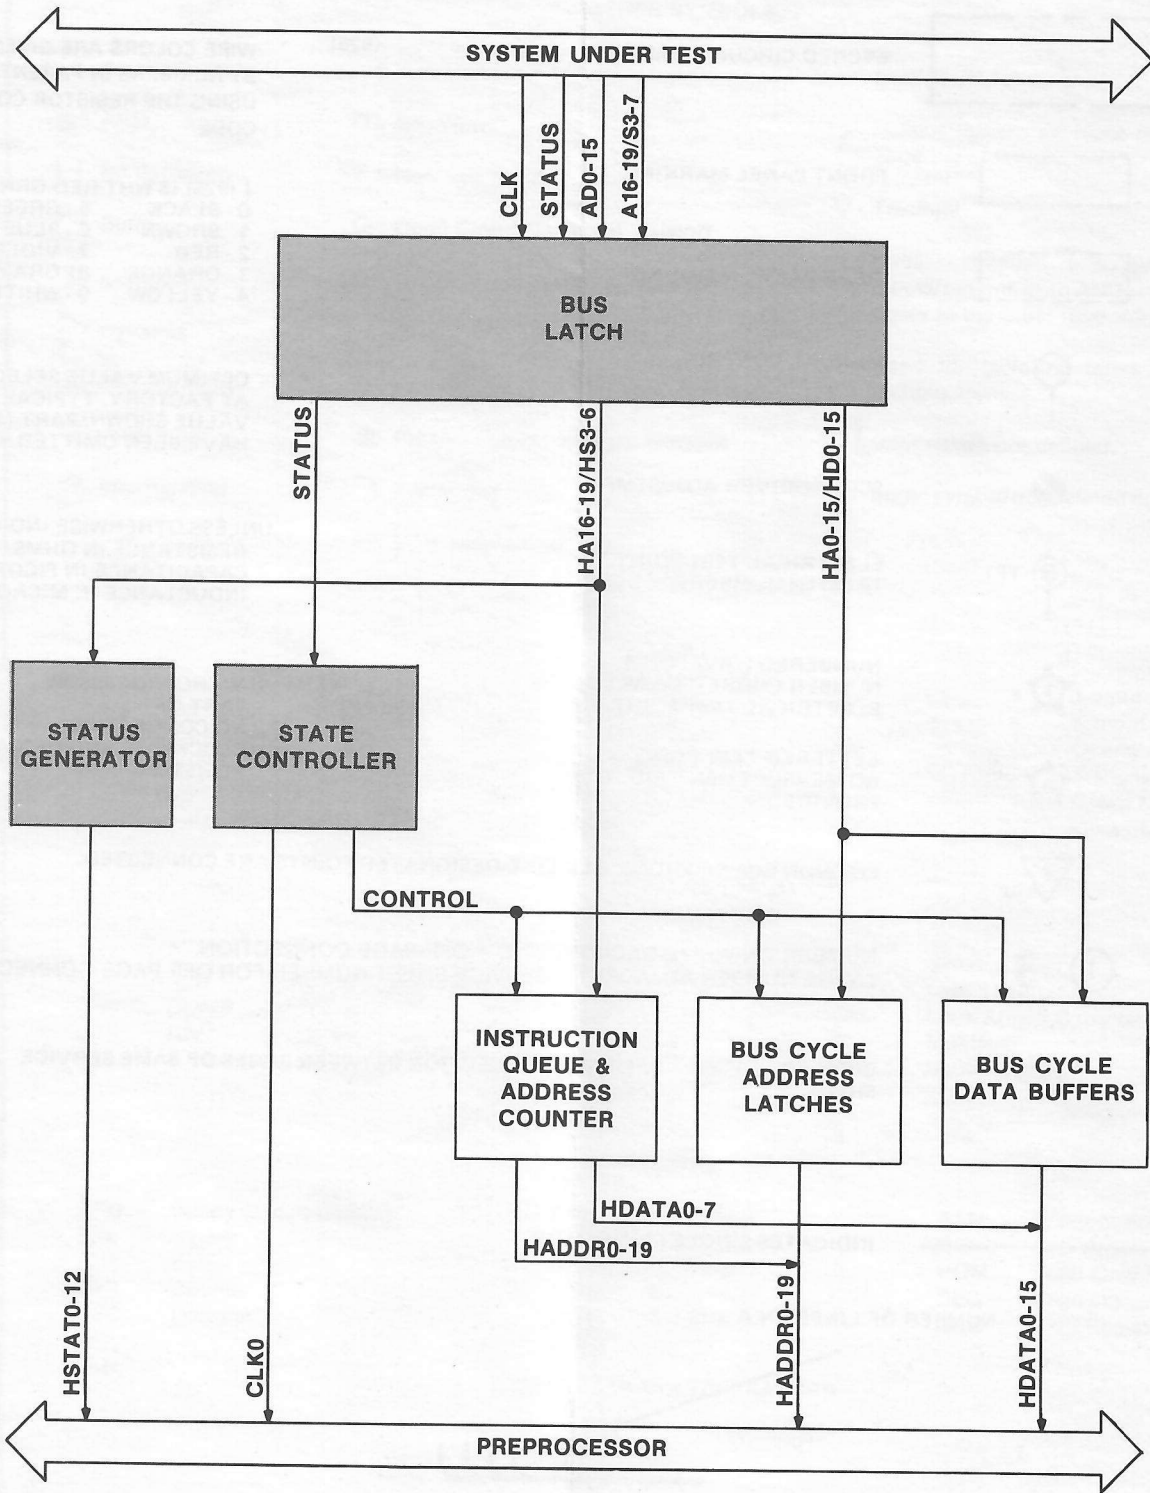 SYSTEM UNDER TEST
CLK
STATUS
AD0-15
A16-19/S3-7
BUS
LATCH
STATUS
HA16-19/HS3-6
HA0-15/HD0-15
STATUS
GENERATOR
STATE
CONTROLLER
CONTROL
INSTRUCTION
QUEUE &
ADDRESS
COUNTER
BUS CYCLE
ADDRESS
LATCHES
BUS CYCLE
DATA BUFFERS
HDATA0-7
HADDR0-19
HSTAT0-12
CLK0
HADDR0-19
HDATA0-15
PREPROCESSOR